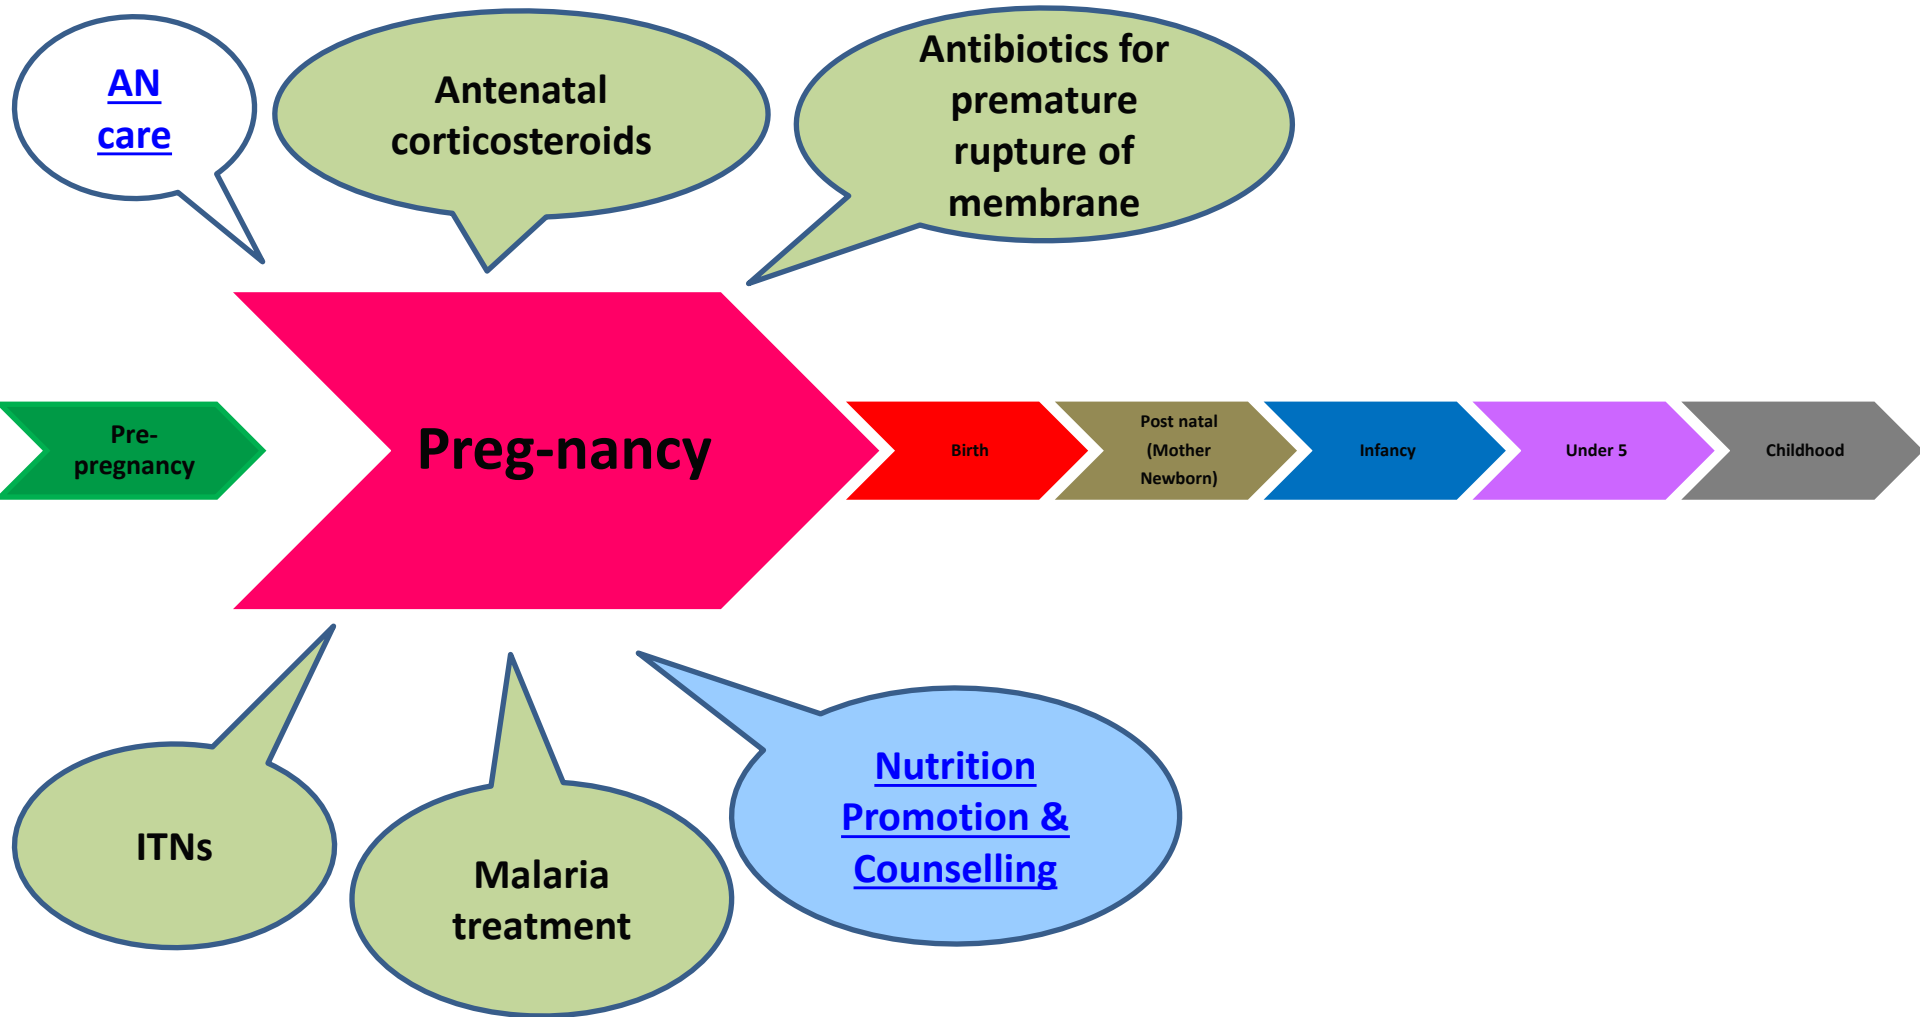 AN
care
Antenatal
corticosteroids
Antibiotics for
premature
rupture of
membrane
Pre-
pregnancy
Preg-nancy
Birth
Post natal
(Mother
Newborn)
Infancy
Under 5
Childhood
ITNs
Malaria
treatment
Nutrition
Promotion &
Counselling